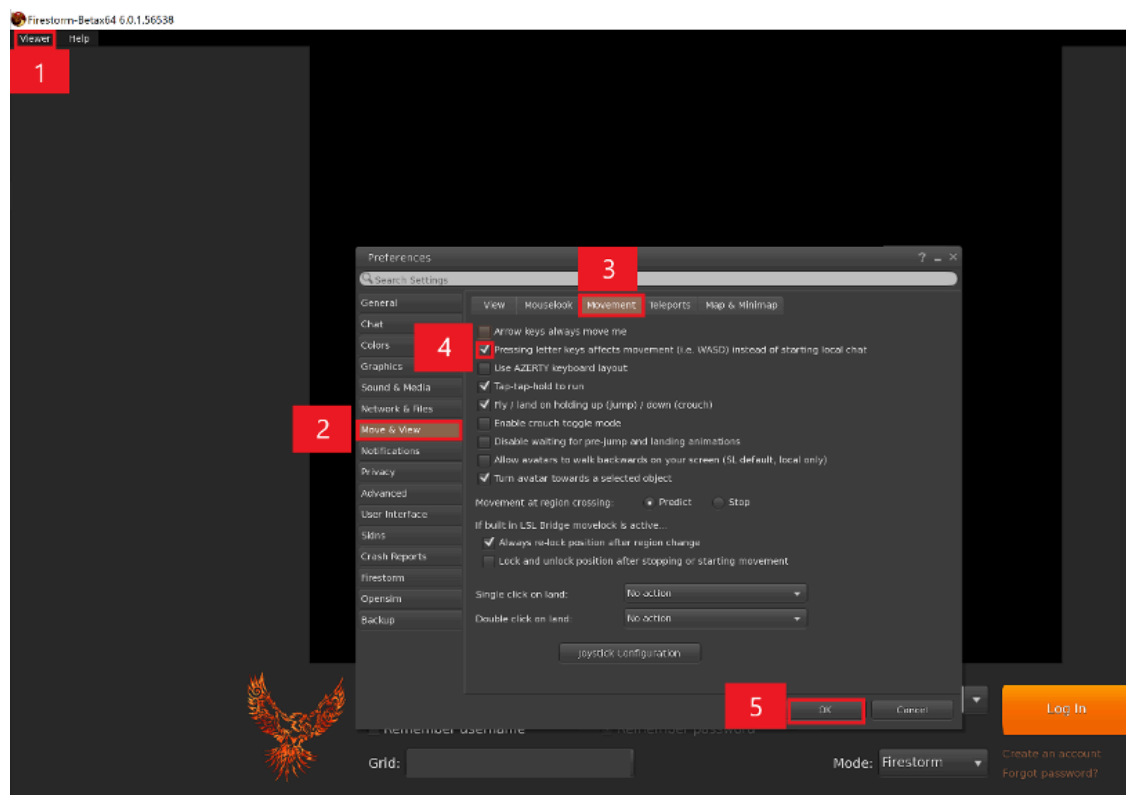 Firestorm-Betax64 6.0.1.56538
Viewer Help
1
Preferences
? _ ×
3
Search Settings
General
View Mouselook Movement Teleports Map & Minimap
Chat
Arrow keys always move me
Colors
4
Pressing letter keys affects movement (i.e. WASD) instead of starting local chat
Graphics
Use AZERTY keyboard layout
Sound & Media
Tap-tap-hold to run
Network & Files
Fly / land on holding up (jump) / down (crouch)
2
Move & View
Enable crouch toggle mode
Notifications
Disable waiting for pre-jump and landing animations
Allow avatars to walk backwards on your screen (SL default, local only)
Privacy
Turn avatar towards a selected object
Advanced
Movement at region crossing: Predict Stop
User Interface
If built in LSL Bridge movelock is active...
Skins
Always re-lock position after region change
Crash Reports
Lock and unlock position after stopping or starting movement
Firestorm
Opensim
Single click on land: No action
Backup
Double click on land: No action
Joystick Configuration
5
OK Cancel
Log In
Remember username Remember password
Grid:
Mode: Firestorm
Create an account
Forgot password?